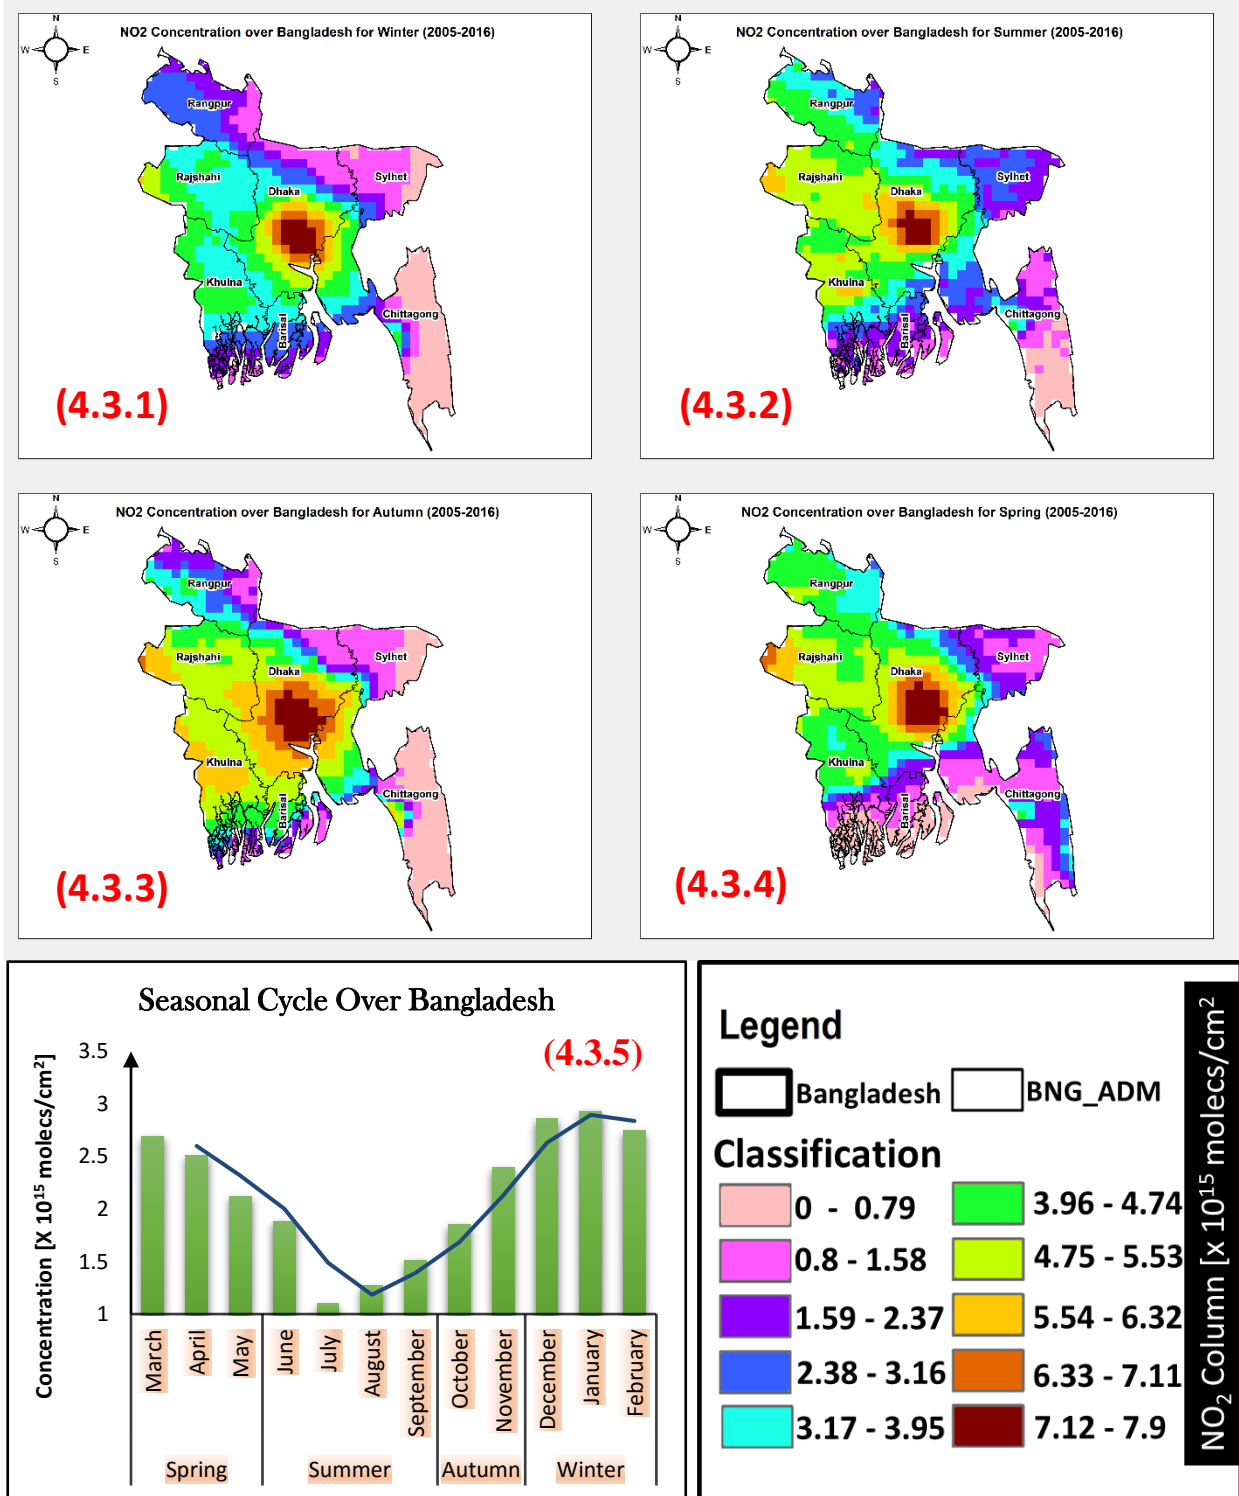 NO2 Concentration over Bangladesh for Winter (2005-2016)
N
W E
S
Rangpur
Rajshahi
Sylhet
Dhaka
Khulna
Chittagong
Barisal
(4.3.1)
NO2 Concentration over Bangladesh for Summer (2005-2016)
N
W E
S
Rangpur
Rajshahi
Sylhet
Dhaka
Khulna
Chittagong
Barisal
(4.3.2)
NO2 Concentration over Bangladesh for Autumn (2005-2016)
N
W E
S
Rangpur
Rajshahi
Sylhet
Dhaka
Khulna
Chittagong
Barisal
(4.3.3)
NO2 Concentration over Bangladesh for Spring (2005-2016)
N
W E
S
Rangpur
Rajshahi
Sylhet
Dhaka
Khulna
Chittagong
Barisal
(4.3.4)
Seasonal Cycle Over Bangladesh
(4.3.5)
Concentration [X 10¹⁵ molecs/cm²]
3.5
3
2.5
2
1.5
1
March
April
May
June
July
August
September
October
November
December
January
February
Spring
Summer
Autumn
Winter
Legend
Bangladesh
BNG_ADM
Classification
0 - 0.79
0.8 - 1.58
1.59 - 2.37
2.38 - 3.16
3.17 - 3.95
3.96 - 4.74
4.75 - 5.53
5.54 - 6.32
6.33 - 7.11
7.12 - 7.9
NO₂ Column [x 10¹⁵ molecs/cm²